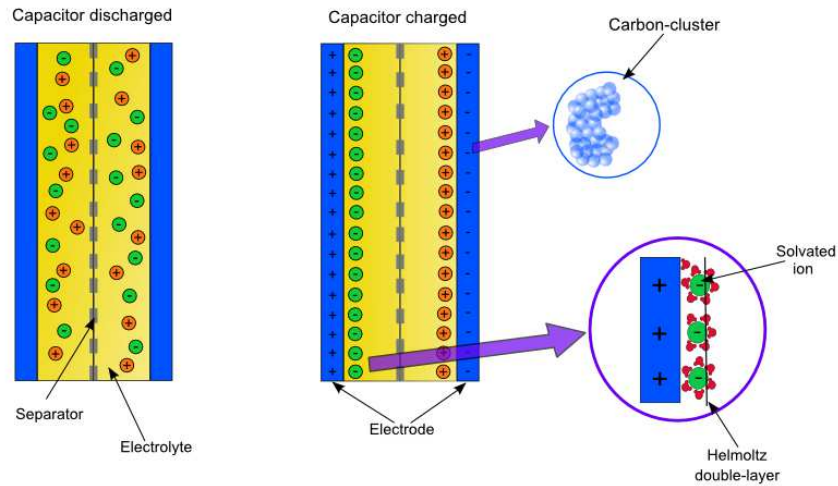 Capacitor discharged
Capacitor charged
Carbon-cluster
Solvated
ion
Separator
Electrolyte
Electrode
Helmoltz
double-layer